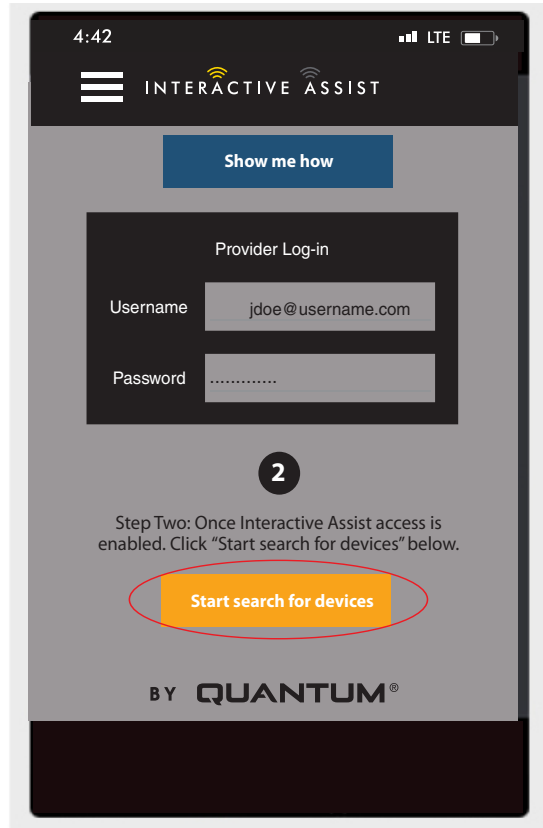 4:42 LTE
INTERACTIVE ASSIST
Show me how
Provider Log-in
Username jdoe@username.com
Password .............
2
Step Two: Once Interactive Assist access is
enabled. Click “Start search for devices” below.
Start search for devices
BY QUANTUM®